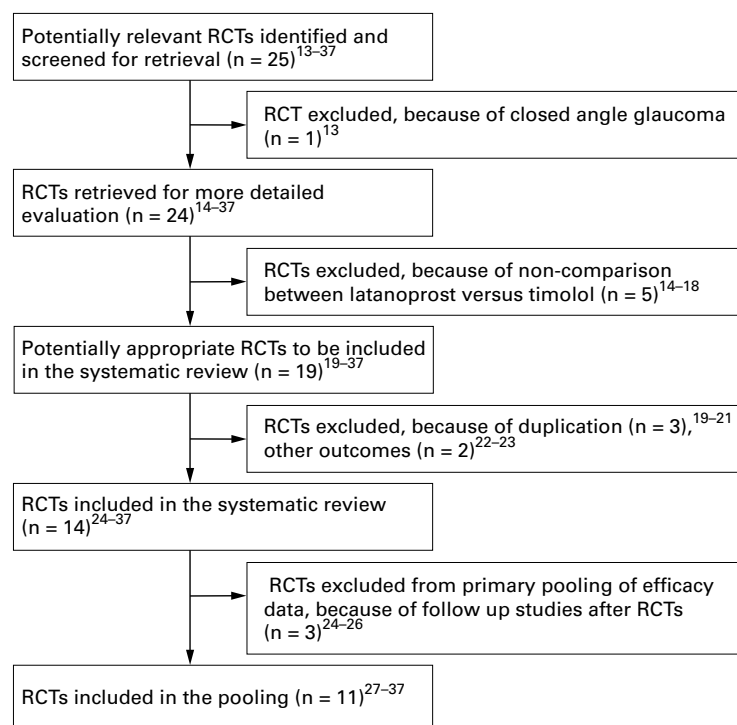 Potentially relevant RCTs identified and
screened for retrieval (n = 25)13–37
RCT excluded, because of closed angle glaucoma
(n = 1)13
RCTs retrieved for more detailed
evaluation (n = 24)14–37
RCTs excluded, because of non-comparison
between latanoprost versus timolol (n = 5)14–18
Potentially appropriate RCTs to be included
in the systematic review (n = 19)19–37
RCTs excluded, because of duplication (n = 3),19–21
other outcomes (n = 2)22–23
RCTs included in the systematic review
(n = 14)24–37
RCTs excluded from primary pooling of efficacy
data, because of follow up studies after RCTs
(n = 3)24–26
RCTs included in the pooling (n = 11)27–37